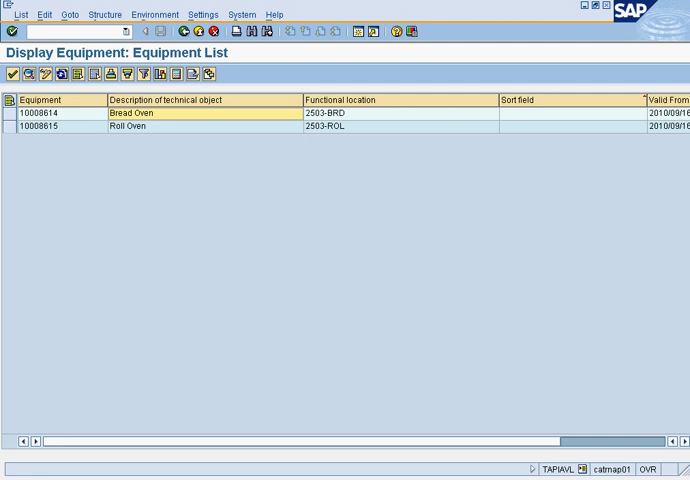 List Edit Goto Structure Environment Settings System Help
SAP
Display Equipment: Equipment List
Equipment Description of technical object Functional location Sort field Valid From
10008614 Bread Oven 2503-BRD 2010/09/16
10008615 Roll Oven 2503-ROL 2010/09/16
TAPIAVL catrnap01 OVR